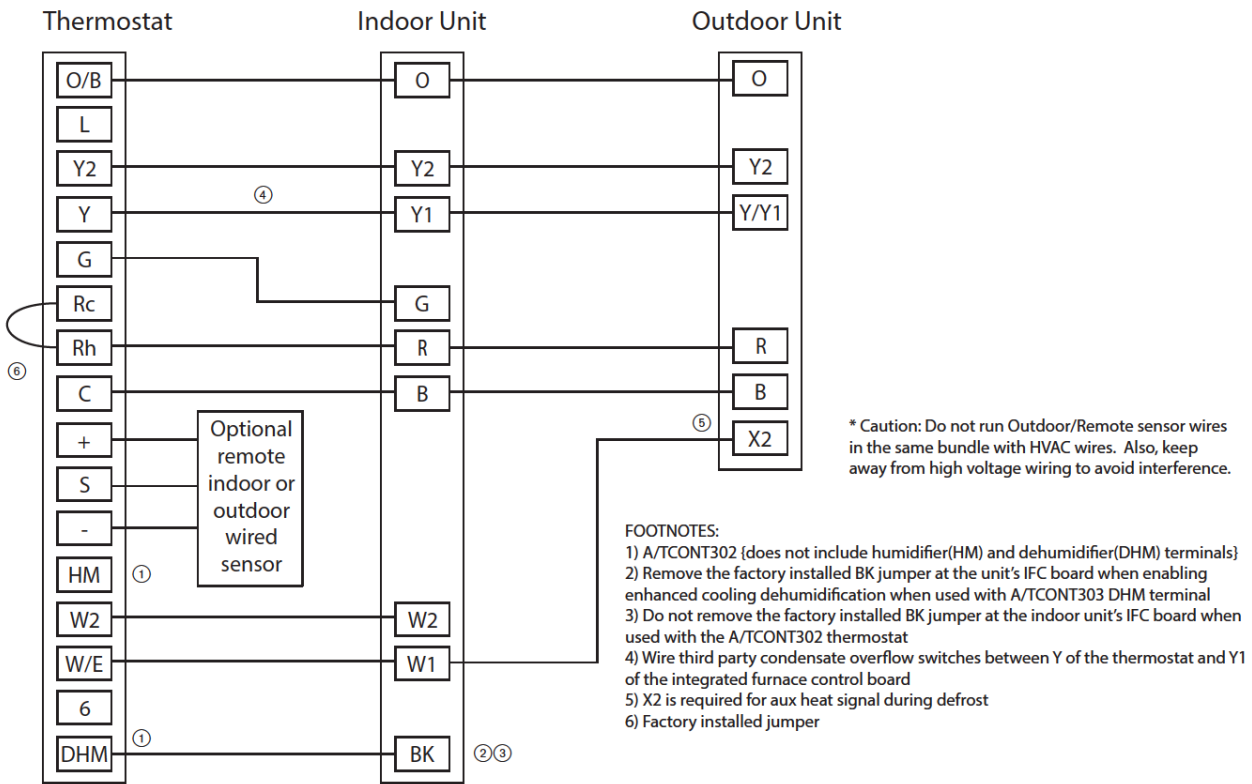 Thermostat
Indoor Unit
Outdoor Unit
O/B
O
O
L
Y2
Y2
Y2
④
Y
Y1
Y/Y1
G
Rc
G
Rh
R
R
⑥
C
B
B
+
Optional
remote
indoor or
outdoor
wired
sensor
⑤
X2
S
-
HM
①
W2
W2
W/E
W1
6
DHM
①
BK
②③
* Caution: Do not run Outdoor/Remote sensor wires
in the same bundle with HVAC wires. Also, keep
away from high voltage wiring to avoid interference.
FOOTNOTES:
1) A/TCONT302 {does not include humidifier(HM) and dehumidifier(DHM) terminals}
2) Remove the factory installed BK jumper at the unit's IFC board when enabling
enhanced cooling dehumidification when used with A/TCONT303 DHM terminal
3) Do not remove the factory installed BK jumper at the indoor unit's IFC board when
used with the A/TCONT302 thermostat
4) Wire third party condensate overflow switches between Y of the thermostat and Y1
of the integrated furnace control board
5) X2 is required for aux heat signal during defrost
6) Factory installed jumper